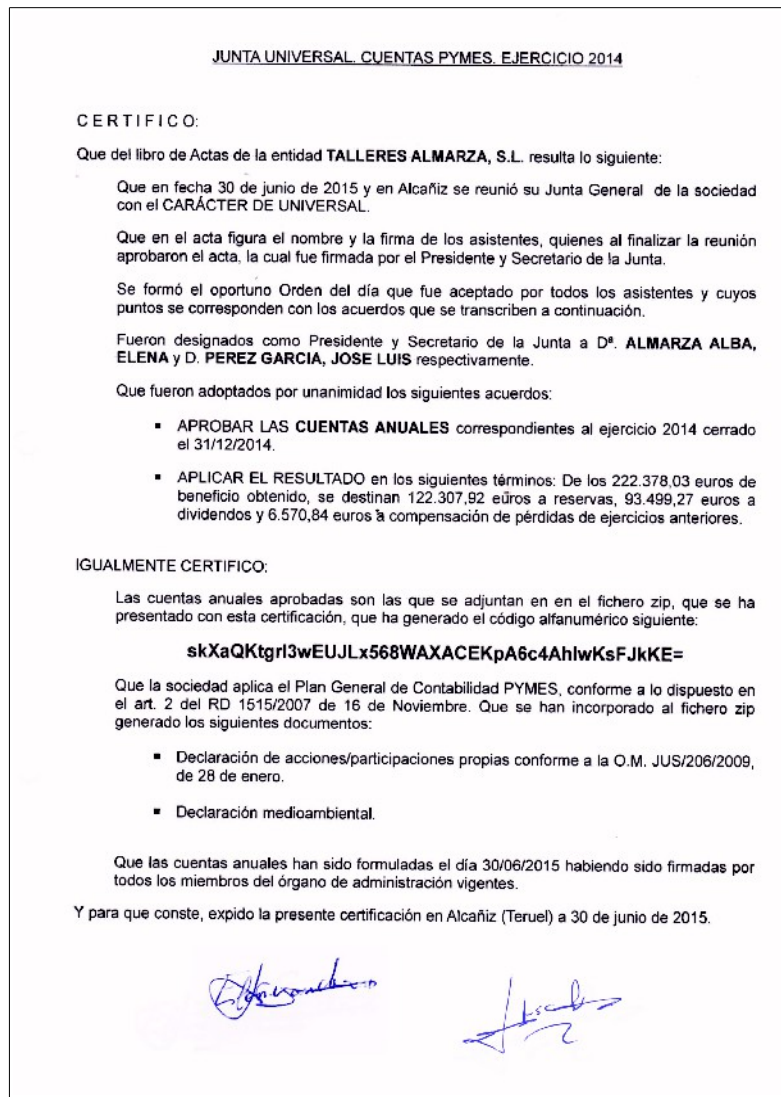 JUNTA UNIVERSAL. CUENTAS PYMES. EJERCICIO 2014
CERTIFICO:
Que del libro de Actas de la entidad TALLERES ALMARZA, S.L. resulta lo siguiente:
Que en fecha 30 de junio de 2015 y en Alcañiz se reunió su Junta General de la sociedad
con el CARÁCTER DE UNIVERSAL.
Que en el acta figura el nombre y la firma de los asistentes, quienes al finalizar la reunión
aprobaron el acta, la cual fue firmada por el Presidente y Secretario de la Junta.
Se formó el oportuno Orden del día que fue aceptado por todos los asistentes y cuyos
puntos se corresponden con los acuerdos que se transcriben a continuación.
Fueron designados como Presidente y Secretario de la Junta a Dª. ALMARZA ALBA,
ELENA y D. PEREZ GARCIA, JOSE LUIS respectivamente.
Que fueron adoptados por unanimidad los siguientes acuerdos:
▪ APROBAR LAS CUENTAS ANUALES correspondientes al ejercicio 2014 cerrado
el 31/12/2014.
▪ APLICAR EL RESULTADO en los siguientes términos: De los 222.378,03 euros de
beneficio obtenido, se destinan 122.307,92 euros a reservas, 93.499,27 euros a
dividendos y 6.570,84 euros a compensación de pérdidas de ejercicios anteriores.
IGUALMENTE CERTIFICO:
Las cuentas anuales aprobadas son las que se adjuntan en en el fichero zip, que se ha
presentado con esta certificación, que ha generado el código alfanumérico siguiente:
skXaQKtgrl3wEUJLx568WAXACEKpA6c4AhlwKsFJkKE=
Que la sociedad aplica el Plan General de Contabilidad PYMES, conforme a lo dispuesto en
el art. 2 del RD 1515/2007 de 16 de Noviembre. Que se han incorporado al fichero zip
generado los siguientes documentos:
▪ Declaración de acciones/participaciones propias conforme a la O.M. JUS/206/2009,
de 28 de enero.
▪ Declaración medioambiental.
Que las cuentas anuales han sido formuladas el día 30/06/2015 habiendo sido firmadas por
todos los miembros del órgano de administración vigentes.
Y para que conste, expido la presente certificación en Alcañiz (Teruel) a 30 de junio de 2015.